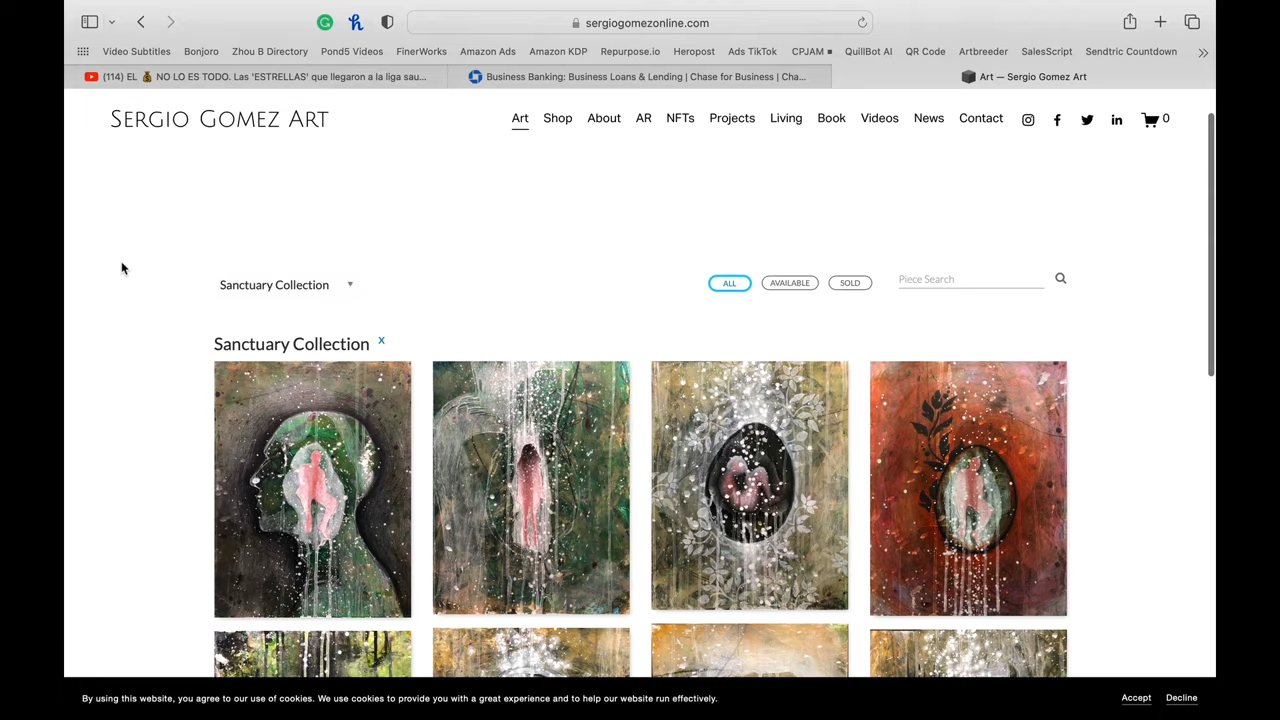 sergiogomezonline.com
Video Subtitles Bonjoro Zhou B Directory Pond5 Videos FinerWorks Amazon Ads Amazon KDP Repurpose.io Heropost Ads TikTok CPJAM QuillBot AI QR Code Artbreeder SalesScript Sendtric Countdown
(114) EL 💰 NO LO ES TODO. Las 'ESTRELLAS' que llegaron a la liga sau... Business Banking: Business Loans & Lending | Chase for Business | Cha... Art — Sergio Gomez Art
SERGIO GOMEZ ART Art Shop About AR NFTs Projects Living Book Videos News Contact 0
Sanctuary Collection ALL AVAILABLE SOLD Piece Search
Sanctuary Collection x
By using this website, you agree to our use of cookies. We use cookies to provide you with a great experience and to help our website run effectively. Accept Decline